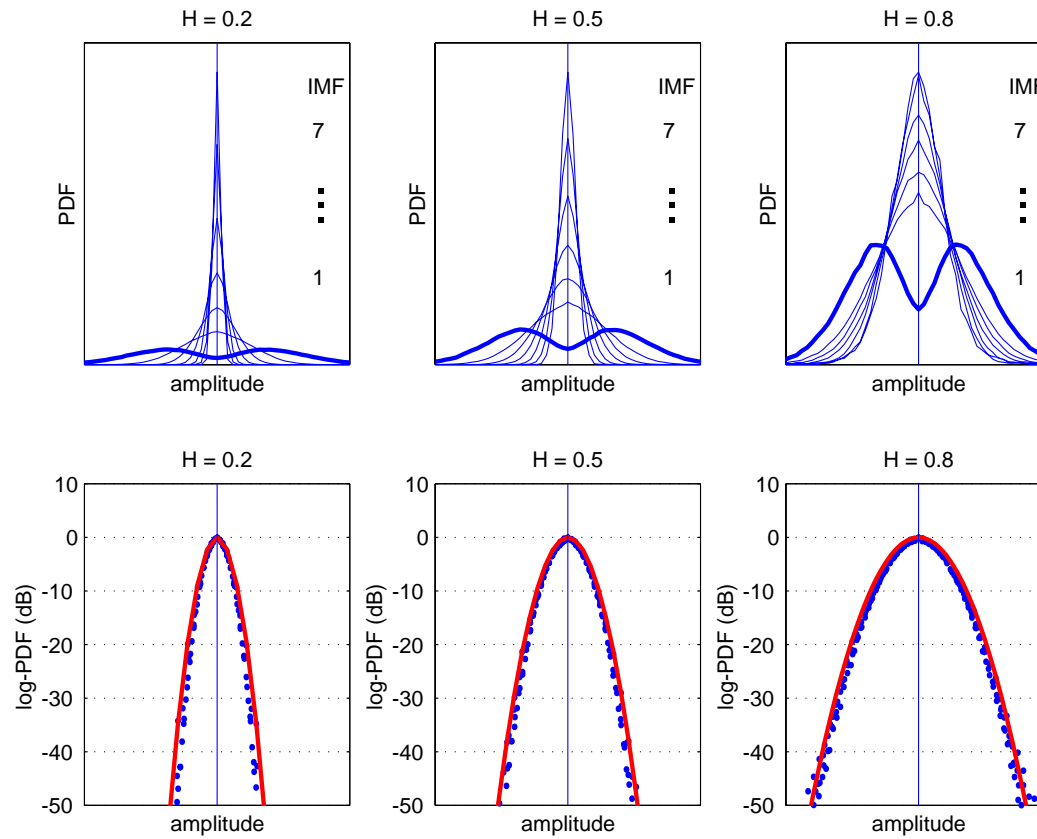 H = 0.2
PDF
IMF
7
1
amplitude
H = 0.5
PDF
IMF
7
1
amplitude
H = 0.8
PDF
IMF
7
1
amplitude
H = 0.2
log-PDF (dB)
10
0
-10
-20
-30
-40
-50
amplitude
H = 0.5
log-PDF (dB)
10
0
-10
-20
-30
-40
-50
amplitude
H = 0.8
log-PDF (dB)
10
0
-10
-20
-30
-40
-50
amplitude